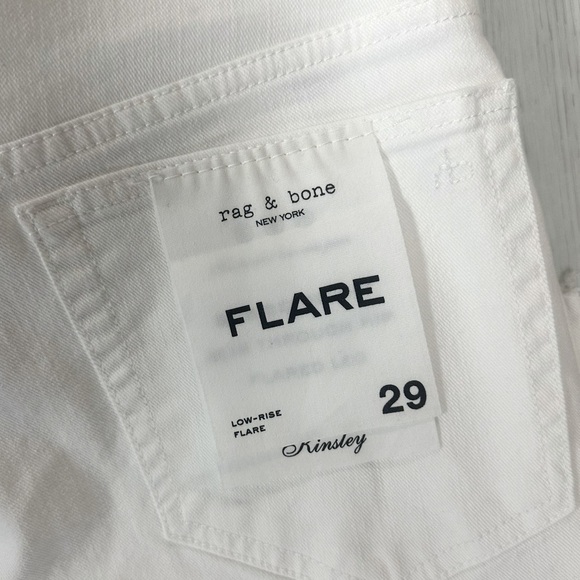 rag & bone
NEW YORK
FLARE
29
LOW-RISE
FLARE
Kinsley